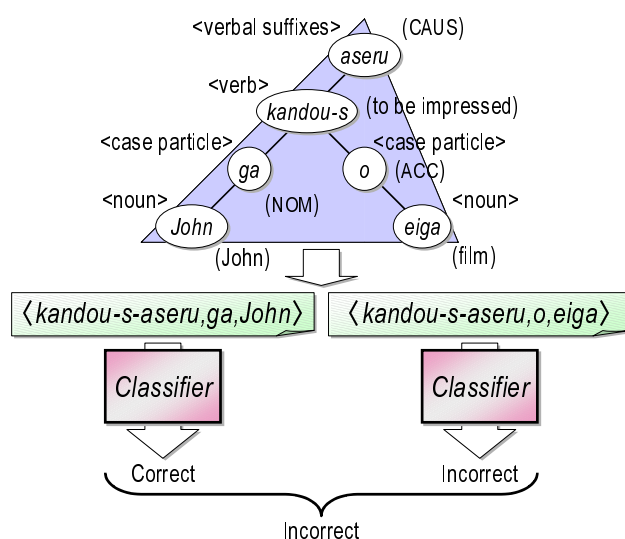 <verbal suffixes> (CAUS)
aseru
<verb>
kandou-s (to be impressed)
<case particle> <case particle>
ga o (ACC)
<noun> (NOM) <noun>
John eiga
(John) (film)
〈kandou-s-aseru,ga,John〉 〈kandou-s-aseru,o,eiga〉
Classifier Classifier
Correct Incorrect
Incorrect